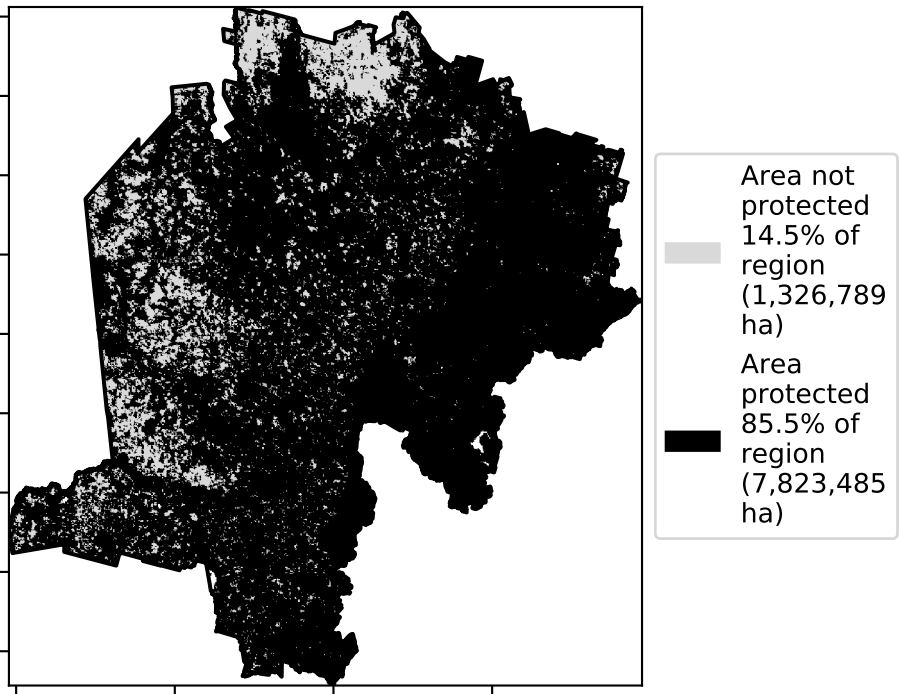 Area not
protected
14.5% of
region
(1,326,789
ha)
Area
protected
85.5% of
region
(7,823,485
ha)